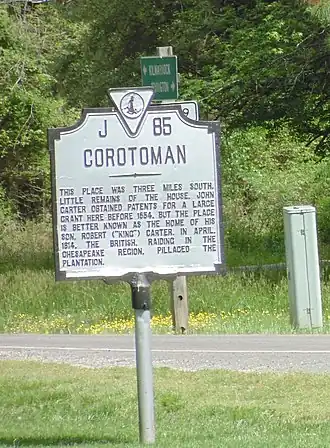 KILMARNOCK
J 85
COROTOMAN
THIS PLACE WAS THREE MILES SOUTH.
LITTLE REMAINS OF THE HOUSE. JOHN
CARTER OBTAINED PATENTS FOR A LARGE
GRANT HERE BEFORE 1654, BUT THE PLACE
IS BETTER KNOWN AS THE HOME OF HIS
SON, ROBERT ("KING") CARTER. IN APRIL,
1814, THE BRITISH, RAIDING IN THE
CHESAPEAKE REGION, PILLAGED THE
PLANTATION.